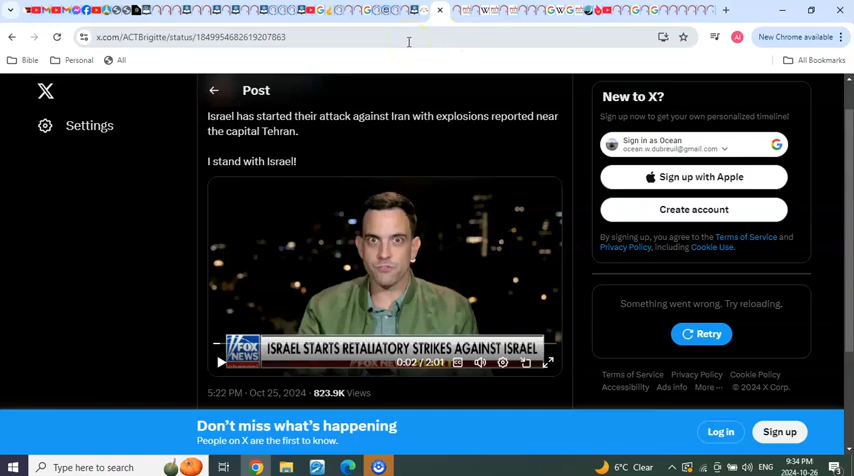 x.com/ACTBrigitte/status/1849954682619207863
AI
New Chrome available
Bible
Personal
All
All Bookmarks
Settings
Post
Israel has started their attack against Iran with explosions reported near
the capital Tehran.
I stand with Israel!
FOX
NEWS
channel
ISRAEL STARTS RETALIATORY STRIKES AGAINST ISRAEL
0:02 / 2:01
5:22 PM · Oct 25, 2024 · 823.9K Views
New to X?
Sign up now to get your own personalized timeline!
Sign in as Ocean
ocean.w.dubreuil@gmail.com
Sign up with Apple
Create account
By signing up, you agree to the Terms of Service and
Privacy Policy, including Cookie Use.
Something went wrong. Try reloading.
Retry
Terms of Service Privacy Policy Cookie Policy
Accessibility Ads info More ··· © 2024 X Corp.
Don't miss what's happening
People on X are the first to know.
Log in
Sign up
Type here to search
6°C Clear
ENG
9:34 PM
2024-10-26
3